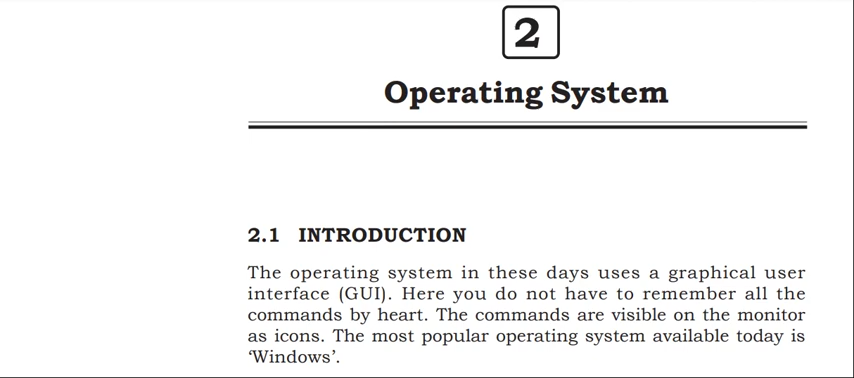 2
Operating System
2.1 INTRODUCTION
The operating system in these days uses a graphical user
interface (GUI). Here you do not have to remember all the
commands by heart. The commands are visible on the monitor
as icons. The most popular operating system available today is
‘Windows’.